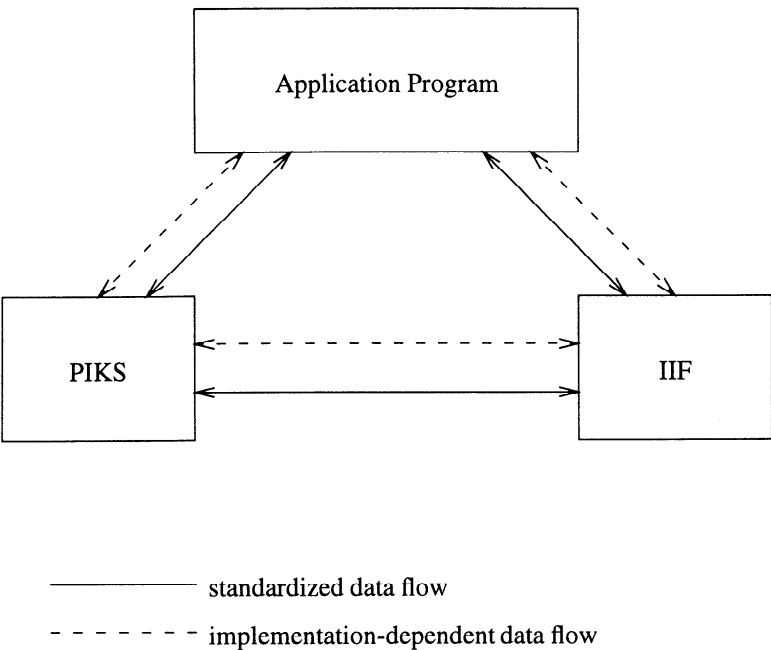 Application Program
PIKS
IIF
standardized data flow
implementation-dependent data flow